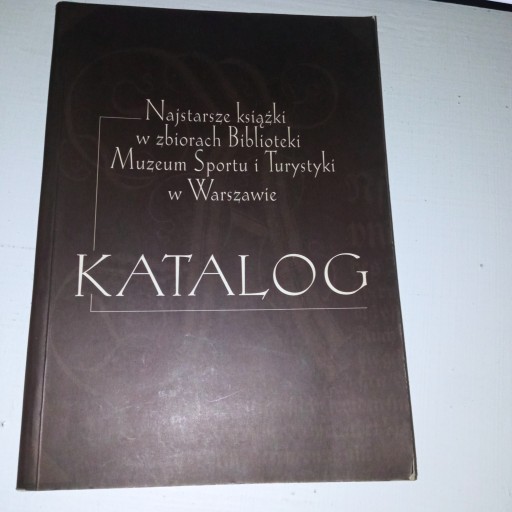 Najstarsze książki
w zbiorach Biblioteki
Muzeum Sportu i Turystyki
w Warszawie
KATALOG